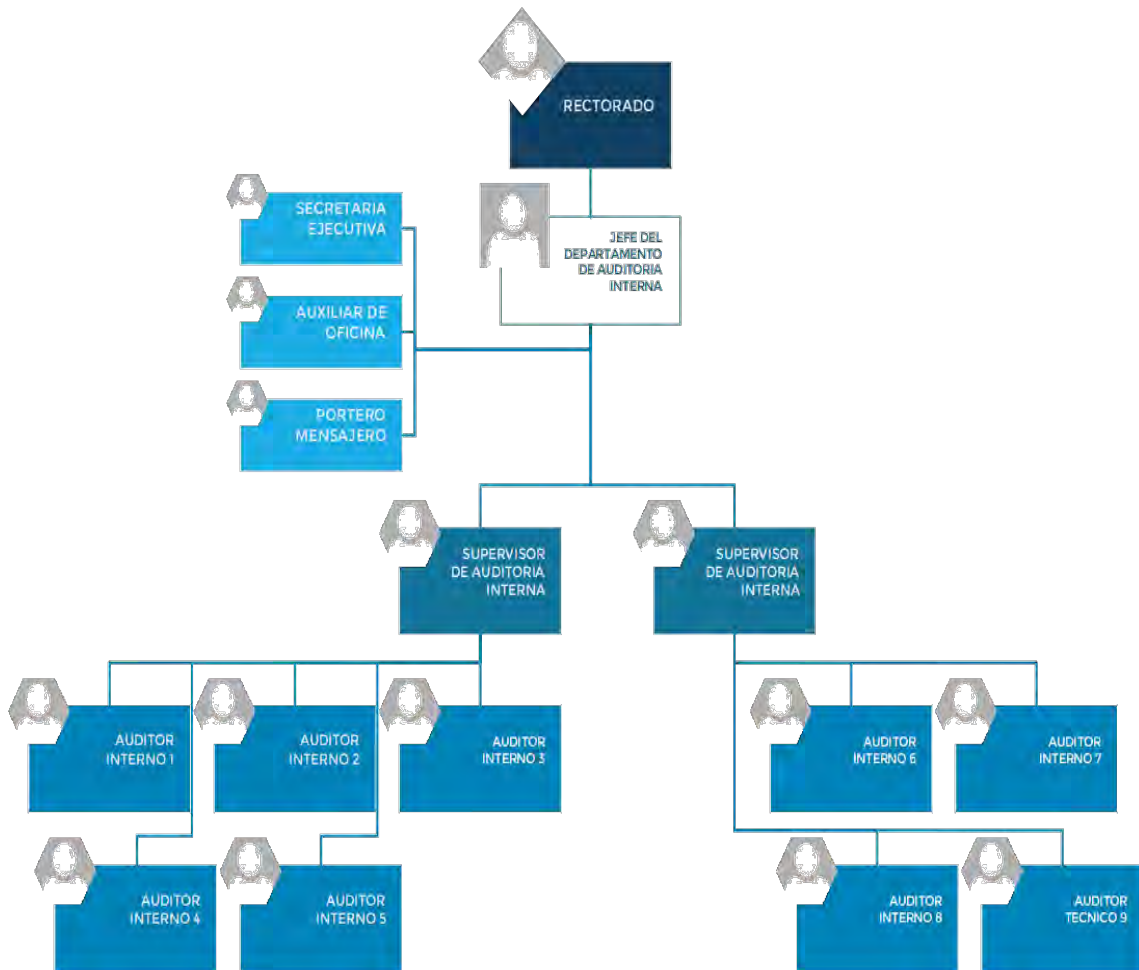 RECTORADO
SECRETARIA
EJECUTIVA
JEFE DEL
DEPARTAMENTO
DE AUDITORIA
INTERNA
AUXILIAR DE
OFICINA
PORTERO
MENSAJERO
SUPERVISOR
DE AUDITORIA
INTERNA
SUPERVISOR
DE AUDITORIA
INTERNA
AUDITOR
INTERNO 1
AUDITOR
INTERNO 2
AUDITOR
INTERNO 3
AUDITOR
INTERNO 6
AUDITOR
INTERNO 7
AUDITOR
INTERNO 4
AUDITOR
INTERNO 5
AUDITOR
INTERNO 8
AUDITOR
TECNICO 9